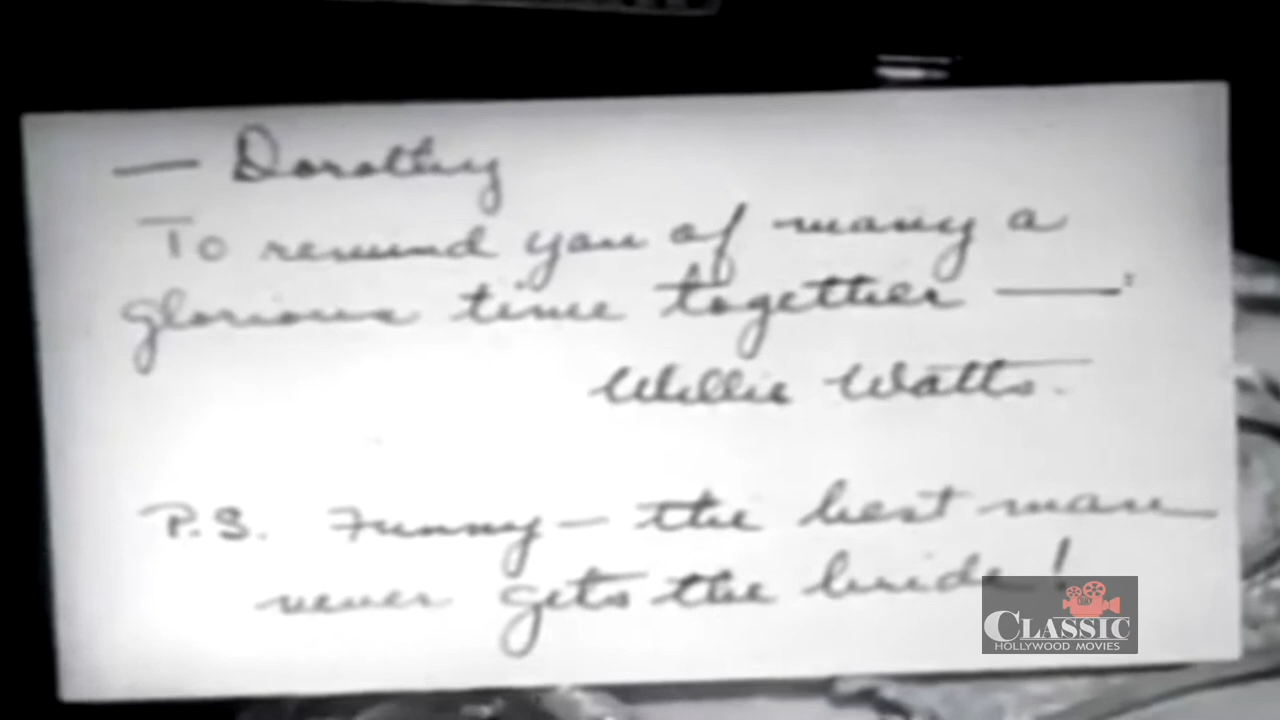 — Dorothy
To remind you of many a
glorious time together —
Willie Watts.
P.S. Funny — the best man
never gets the bride!
CLASSIC
HOLLYWOOD MOVIES